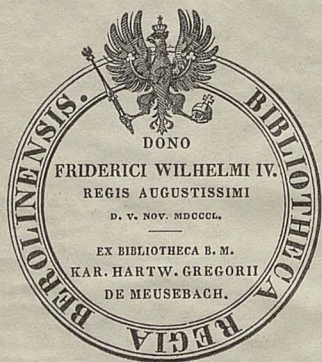 BIBLIOTHECA REGIA BEROLINENSIS.
DONO
FRIDERICI WILHELMI IV.
REGIS AUGUSTISSIMI
D. V. NOV. MDCCCL.
EX BIBLIOTHECA B. M.
KAR. HARTW. GREGORII
DE MEUSEBACH.